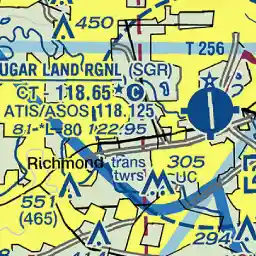 450
T 256
UGAR LAND RGNL (SGR)
CT - 118.65 * C
ATIS/ASOS 118.125
81 *L 80 122.95
Richmond
trans
twrs
305
UC
551
(465)
294